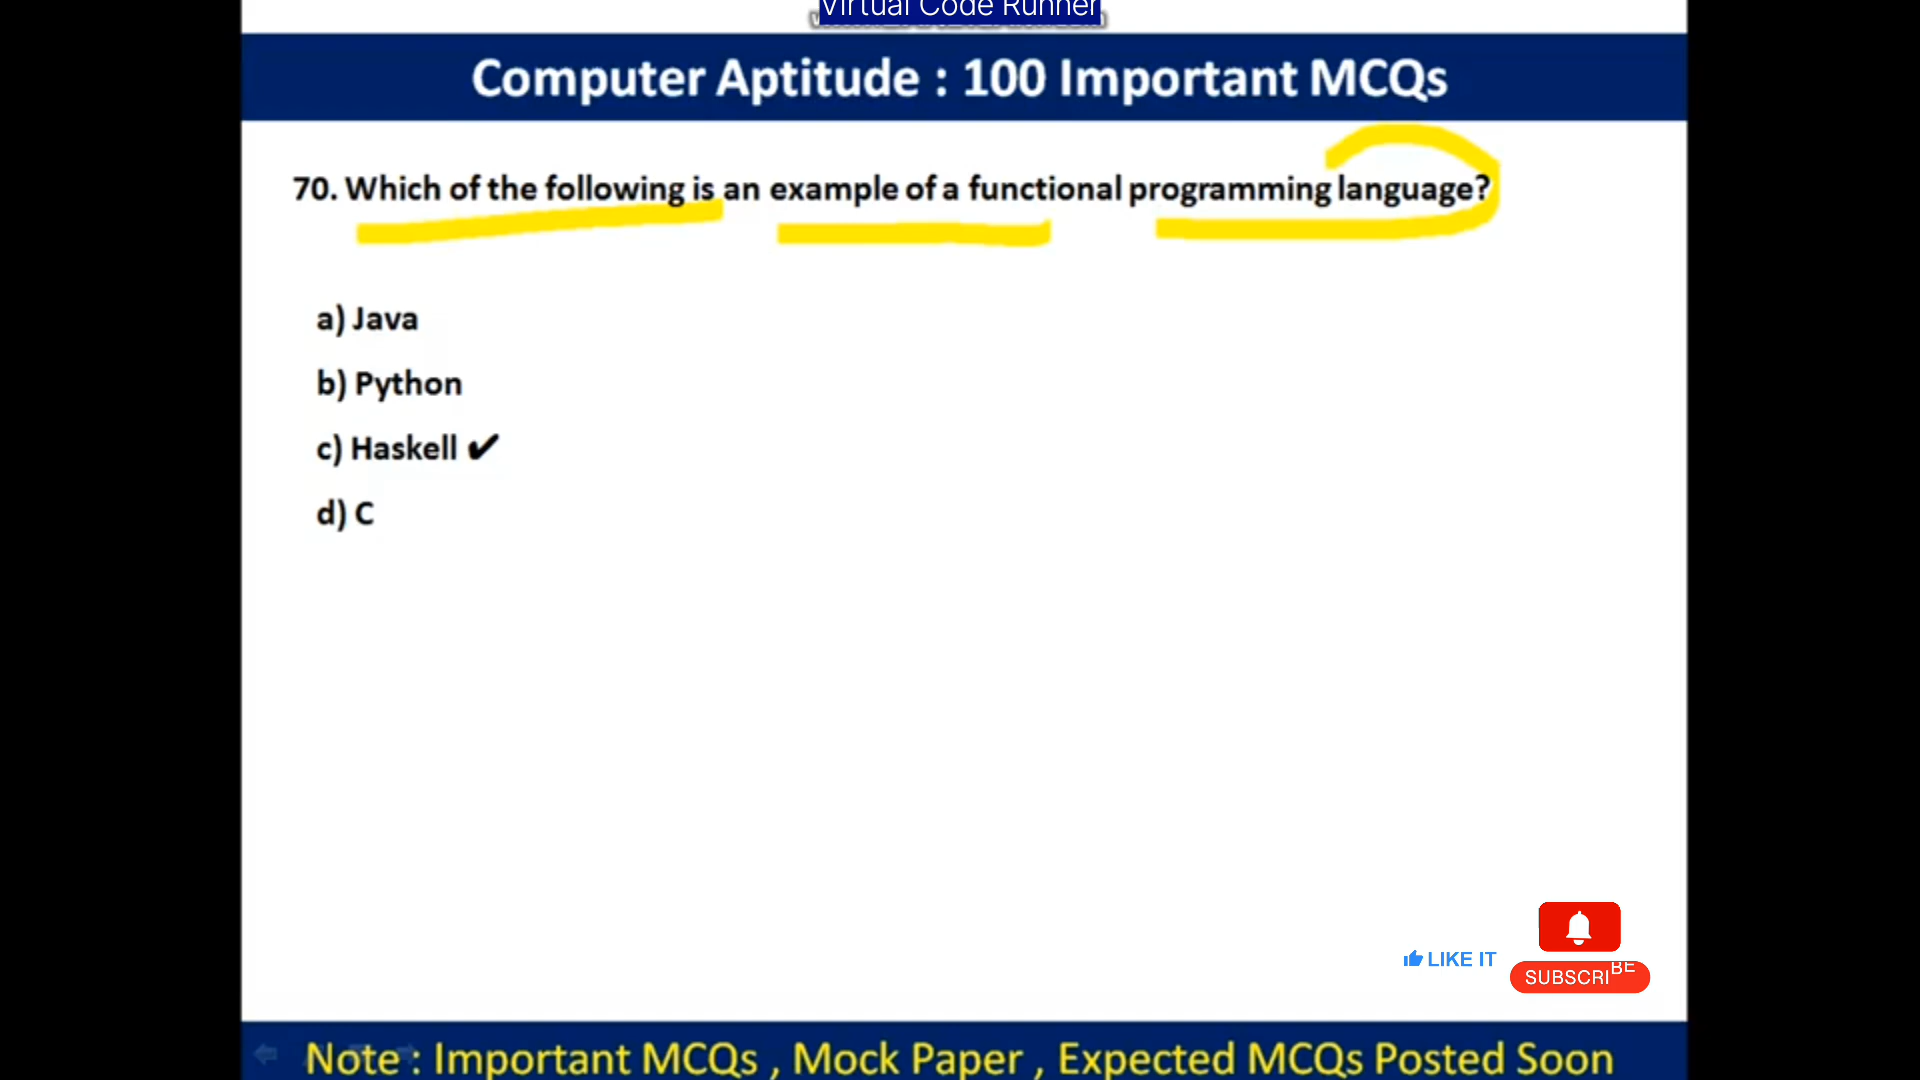 Virtual Code Runner
Computer Aptitude : 100 Important MCQs
70. Which of the following is an example of a functional programming language?
a) Java
b) Python
c) Haskell ✔
d) C
LIKE IT
SUBSCRIBE
Note : Important MCQs , Mock Paper , Expected MCQs Posted Soon